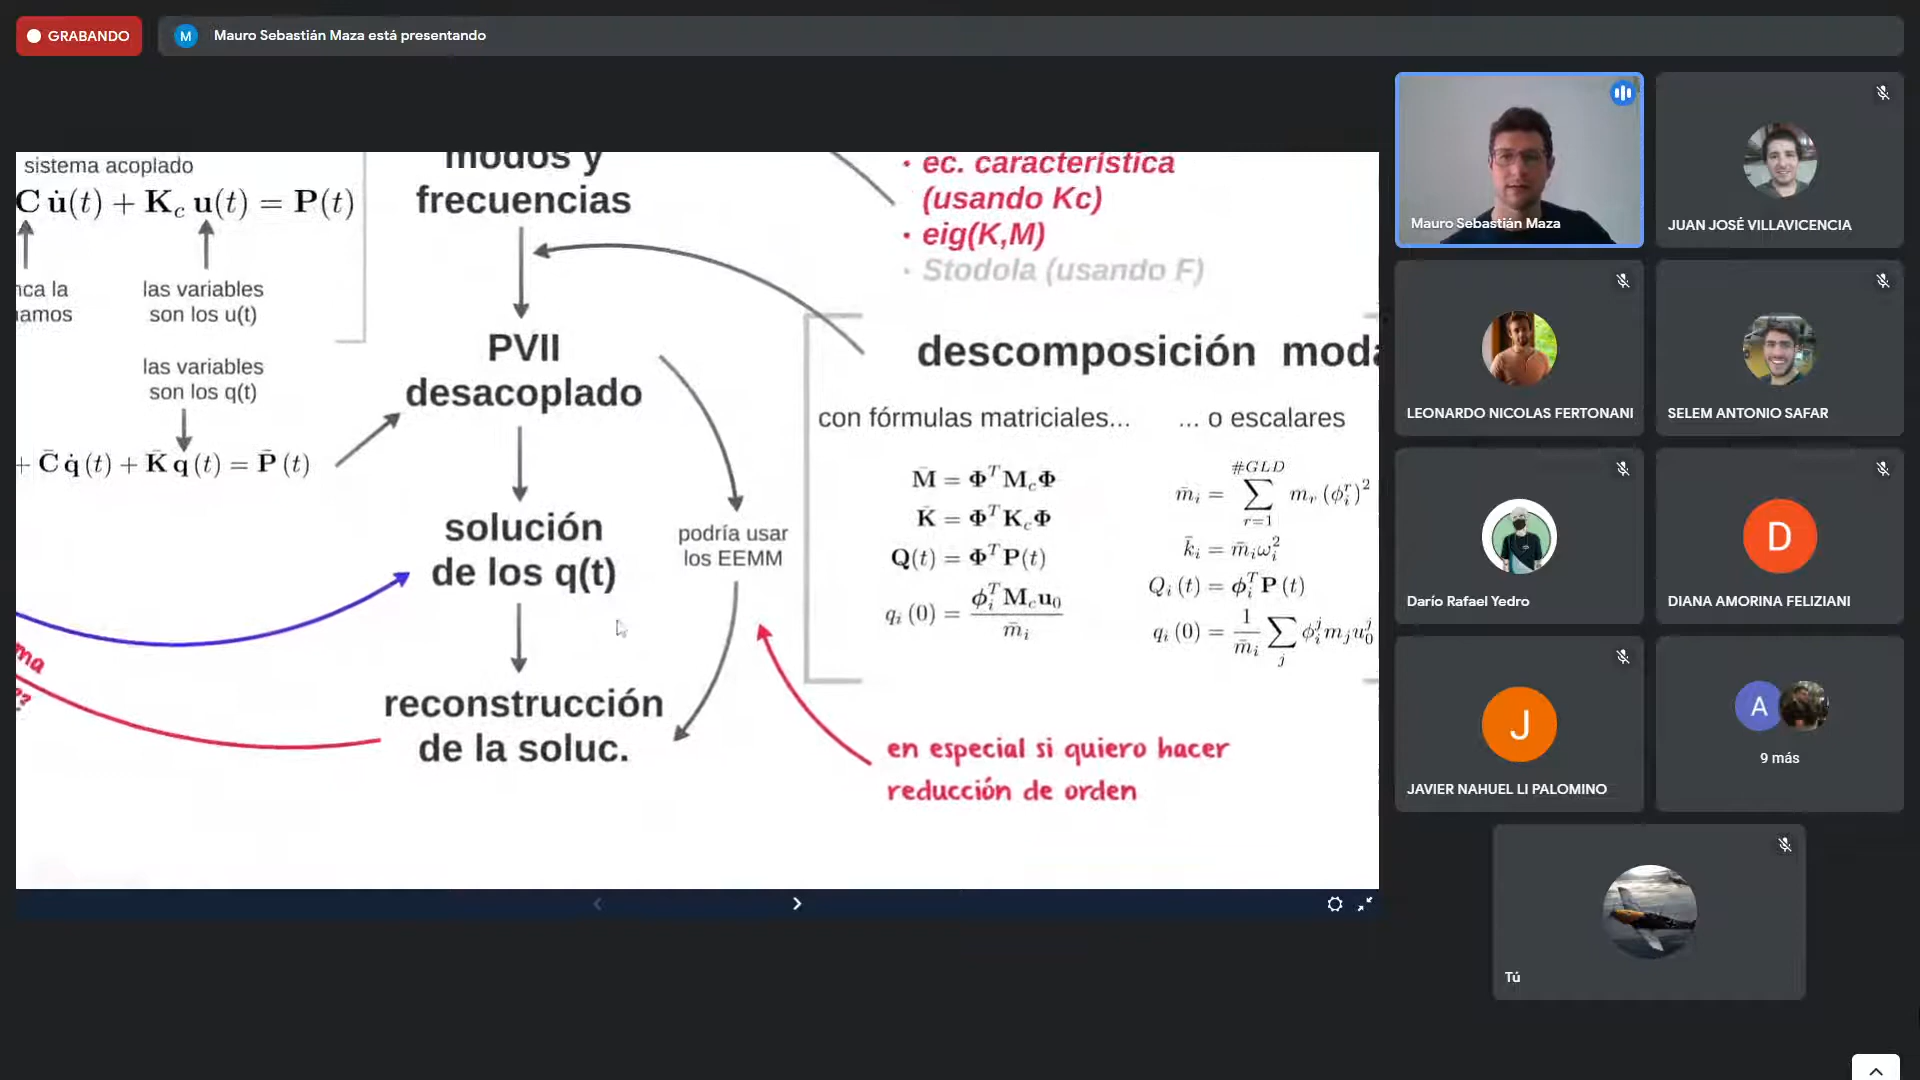 GRABANDO
M
Mauro Sebastián Maza está presentando
sistema acoplado
C u̇(t) + K_c u(t) = P(t)
las variables
son los u(t)
las variables
son los q(t)
+ C̄ q̇(t) + K̄ q(t) = P̄(t)
modos y
frecuencias
PVII
desacoplado
solución
de los q(t)
reconstrucción
de la soluc.
podría usar
los EEMM
• ec. característica
(usando Kc)
• eig(K,M)
• Stodola (usando F)
descomposición moda
con fórmulas matriciales...
M̄ = Φ^T M_c Φ
K̄ = Φ^T K_c Φ
Q(t) = Φ^T P(t)
q_i (0) = ϕ_i^T M_c u_0 / m̄_i
... o escalares
m̄_i = ∑_{r=1}^{#GLD} m_r (ϕ_i^r)^2
k̄_i = m̄_i ω_i^2
Q_i (t) = ϕ_i^T P (t)
q_i (0) = 1/m̄_i ∑_j ϕ_i^j m_j u_0^j
en especial si quiero hacer
reducción de orden
Mauro Sebastián Maza
JUAN JOSÉ VILLAVICENCIA
LEONARDO NICOLAS FERTONANI
SELEM ANTONIO SAFAR
Darío Rafael Yedro
D
DIANA AMORINA FELIZIANI
J
JAVIER NAHUEL LI PALOMINO
A
9 más
Tú